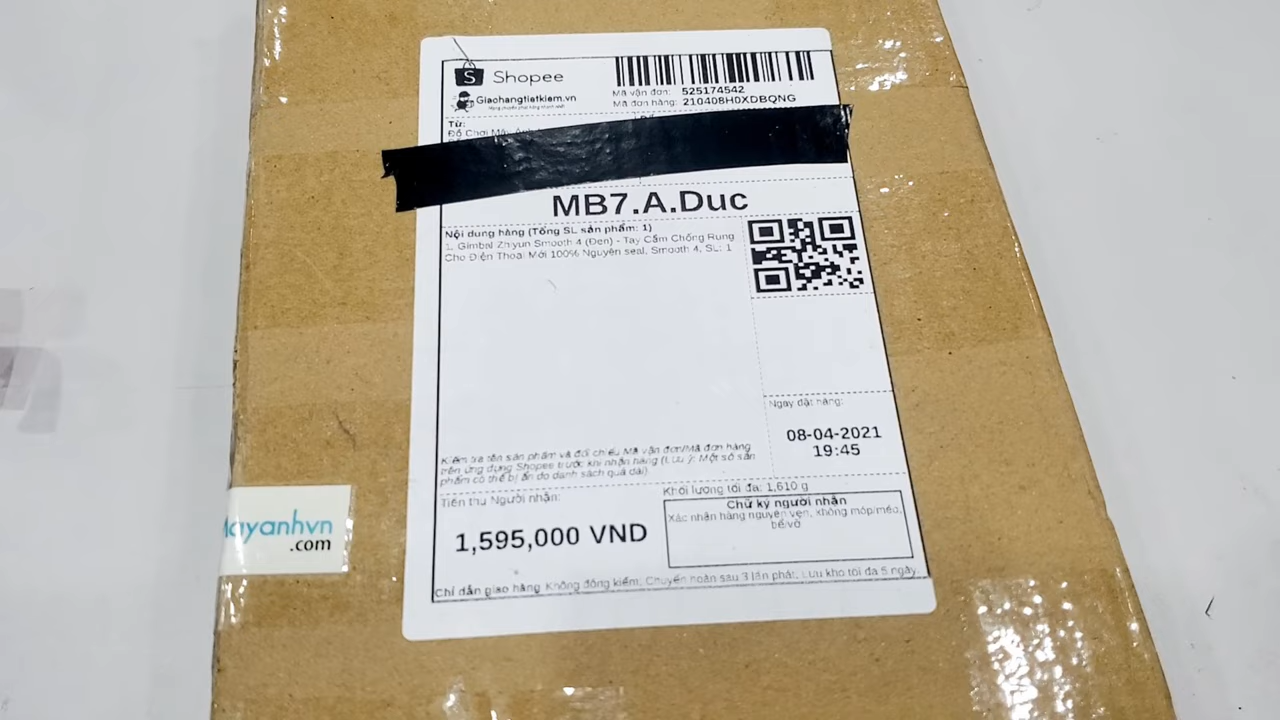 Shopee
Giaohangtietkiem.vn
Mã vận đơn: 525174542
Mã đơn hàng: 210408H0XDBQNG
Từ:
Đồ Chơi
MB7.A.Duc
Nội dung hàng (Tổng SL sản phẩm: 1)
1. Gimbal Zhiyun Smooth 4 (Đen) - Tay Cầm Chống Rung
Cho Điện Thoại Mới 100% Nguyên seal, Smooth 4, SL: 1
Ngày đặt hàng:
08-04-2021
19:45
Kiểm tra tên sản phẩm và đối chiếu Mã vận đơn/Mã đơn hàng
trên ứng dụng Shopee trước khi nhận hàng (Lưu ý: Một số sản
phẩm có thể bị ẩn do danh sách quá dài)
Tiền thu Người nhận:
1,595,000 VND
Khối lượng tối đa: 1,610 g
Chữ ký người nhận
Xác nhận hàng nguyên vẹn, không móp/méo,
bể/vỡ
Chỉ dẫn giao hàng: Không đồng kiểm; Chuyển hoàn sau 3 lần phát; Lưu kho tối đa 5 ngày.
Mayanhvn
.com